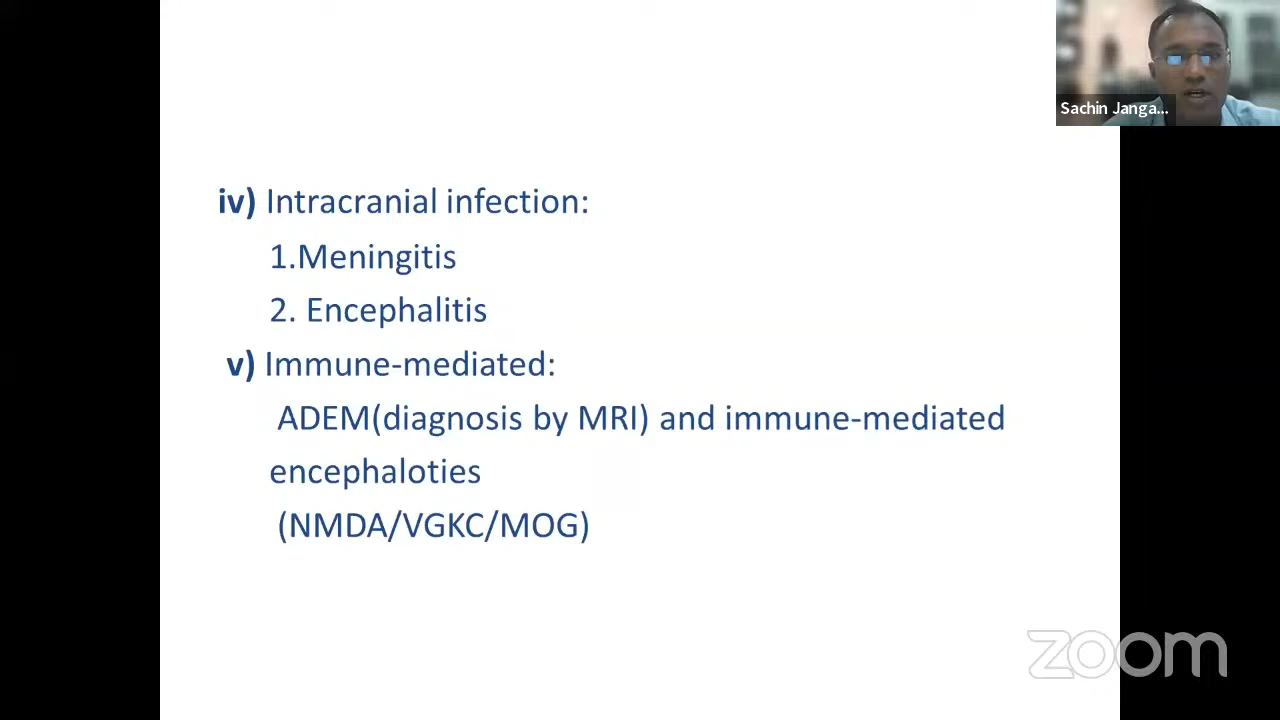 Sachin Janga...
iv) Intracranial infection:
1.Meningitis
2. Encephalitis
v) Immune-mediated:
ADEM(diagnosis by MRI) and immune-mediated
encephaloties
(NMDA/VGKC/MOG)
zoom